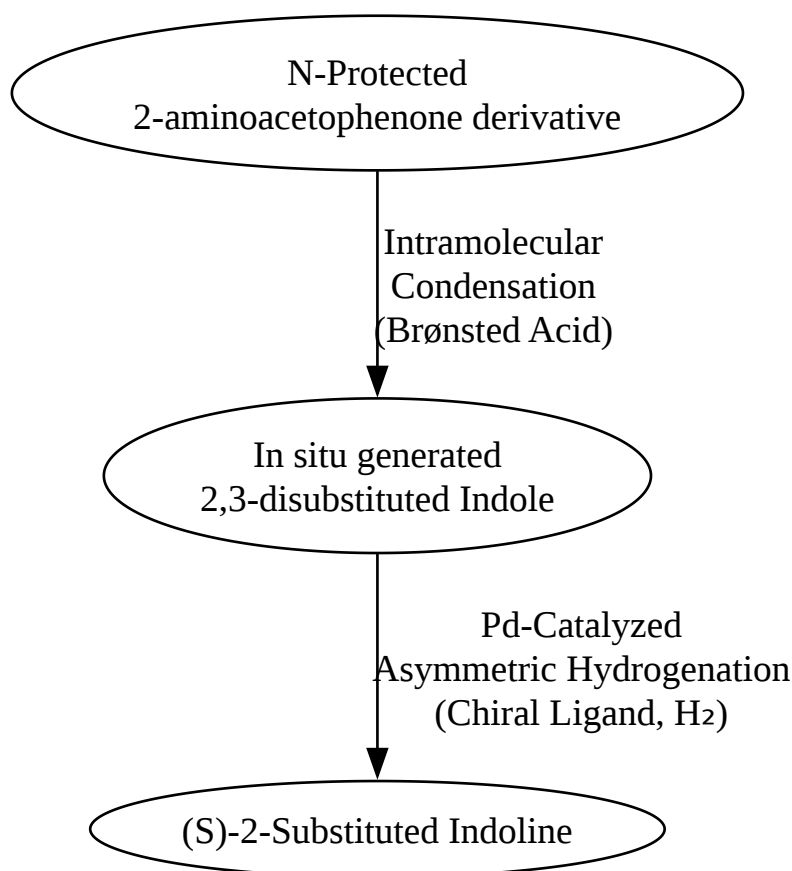 N-Protected
2-aminoacetophenone derivative
Intramolecular
Condensation
(Brønsted Acid)
In situ generated
2,3-disubstituted Indole
Pd-Catalyzed
Asymmetric Hydrogenation
(Chiral Ligand, H₂)
(S)-2-Substituted Indoline